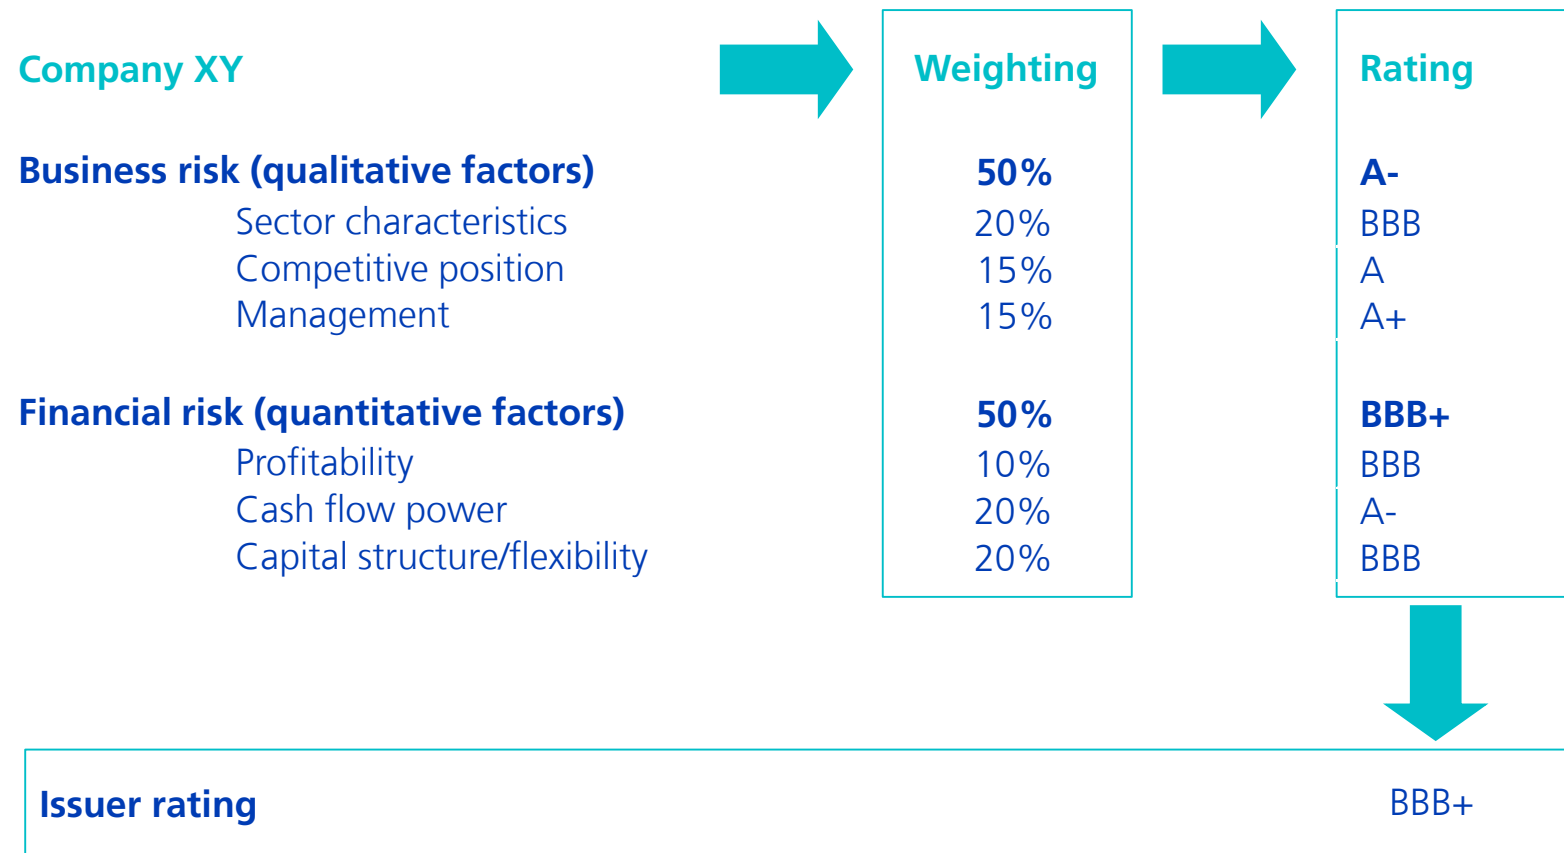 Company XY Weighting Rating
Business risk (qualitative factors) 50% A-
Sector characteristics 20% BBB
Competitive position 15% A
Management 15% A+
Financial risk (quantitative factors) 50% BBB+
Profitability 10% BBB
Cash flow power 20% A-
Capital structure/flexibility 20% BBB
Issuer rating BBB+